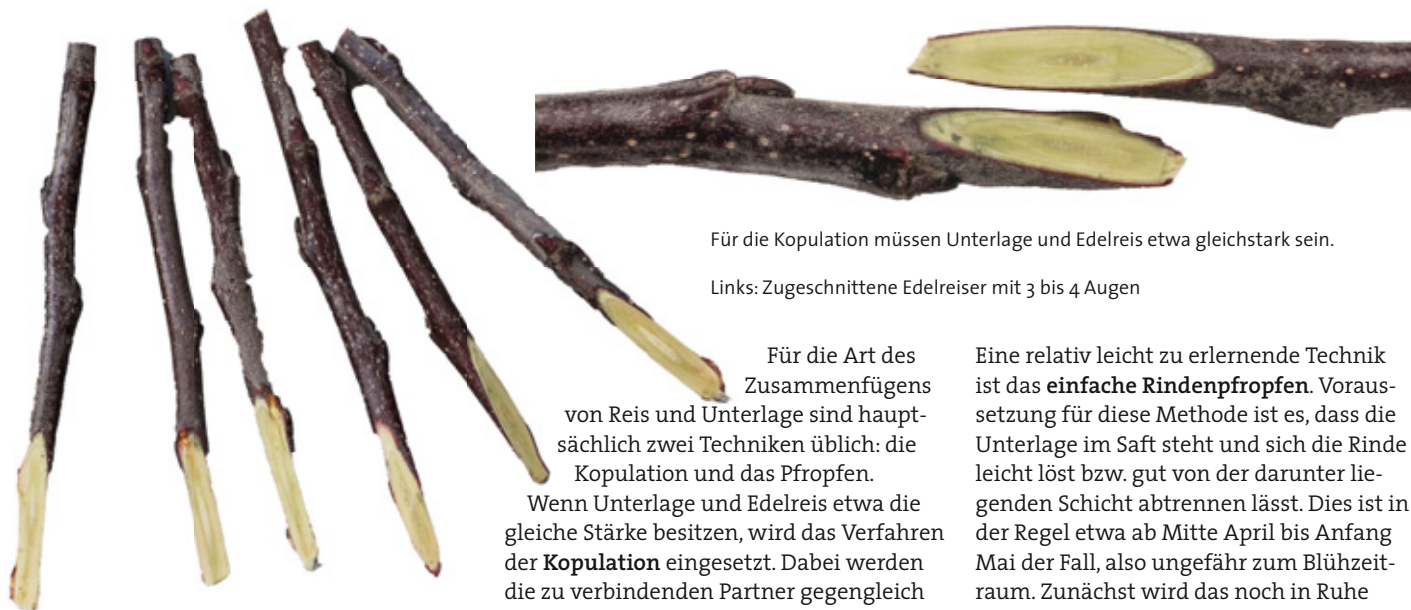 Für die Kopulation müssen Unterlage und Edelreis etwa gleichstark sein.
Links: Zugeschnittene Edelreiser mit 3 bis 4 Augen
Für die Art des
Zusammenfügens
von Reis und Unterlage sind haupt-
sächlich zwei Techniken üblich: die
Kopulation und das Pfropfen.
Wenn Unterlage und Edelreis etwa die
gleiche Stärke besitzen, wird das Verfahren
der Kopulation eingesetzt. Dabei werden
die zu verbindenden Partner gegengleich
Eine relativ leicht zu erlernende Technik
ist das einfache Rindenpfropfen. Voraus-
setzung für diese Methode ist es, dass die
Unterlage im Saft steht und sich die Rinde
leicht löst bzw. gut von der darunter lie-
genden Schicht abtrennen lässt. Dies ist in
der Regel etwa ab Mitte April bis Anfang
Mai der Fall, also ungefähr zum Blühzeit-
raum. Zunächst wird das noch in Ruhe